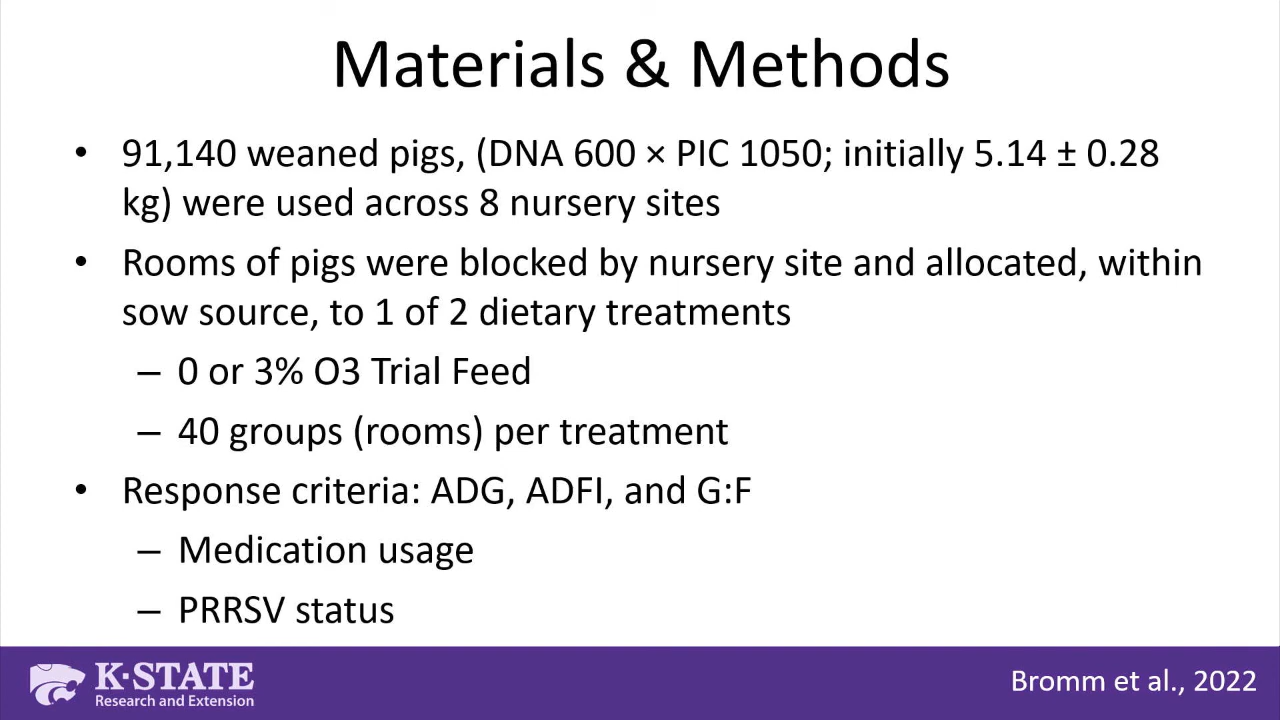 Materials & Methods
• 91,140 weaned pigs, (DNA 600 × PIC 1050; initially 5.14 ± 0.28
kg) were used across 8 nursery sites
• Rooms of pigs were blocked by nursery site and allocated, within
sow source, to 1 of 2 dietary treatments
– 0 or 3% O3 Trial Feed
– 40 groups (rooms) per treatment
• Response criteria: ADG, ADFI, and G:F
– Medication usage
– PRRSV status
K·STATE
Research and Extension
Bromm et al., 2022